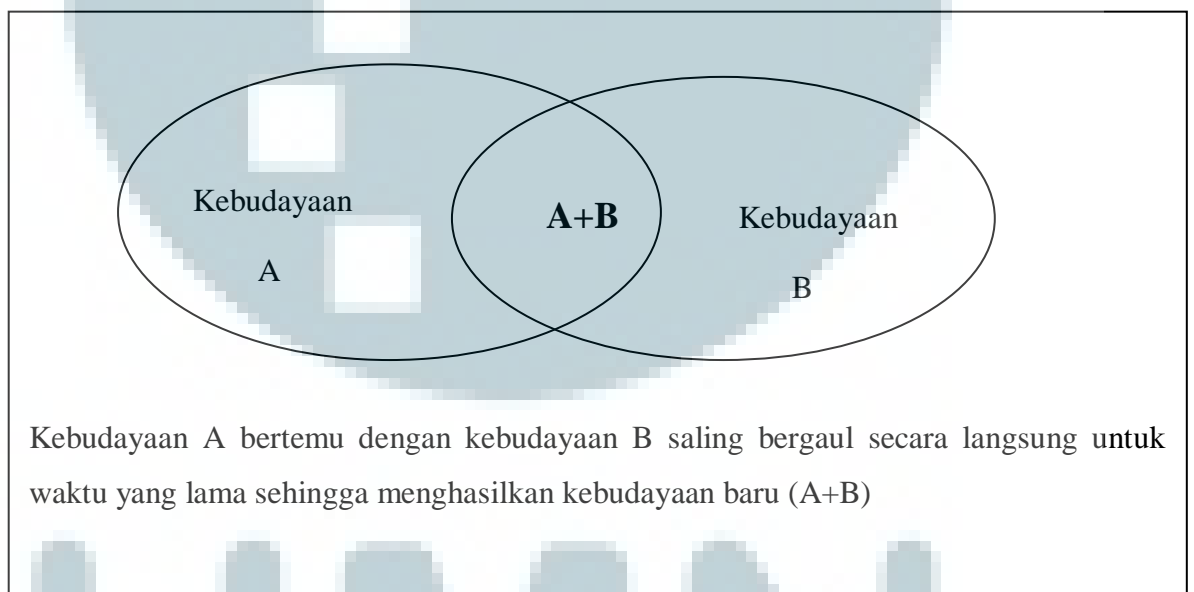 Kebudayaan
A
A+B
Kebudayaan
B
Kebudayaan A bertemu dengan kebudayaan B saling bergaul secara langsung untuk
waktu yang lama sehingga menghasilkan kebudayaan baru (A+B)